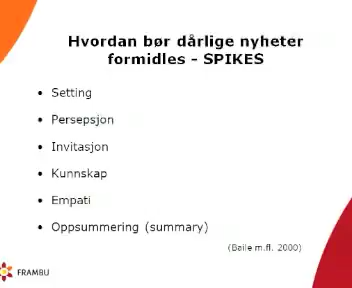 Hvordan bør dårlige nyheter
formidles - SPIKES
• Setting
• Persepsjon
• Invitasjon
• Kunnskap
• Empati
• Oppsummering (summary)
(Baile m.fl. 2000)
FRAMBU